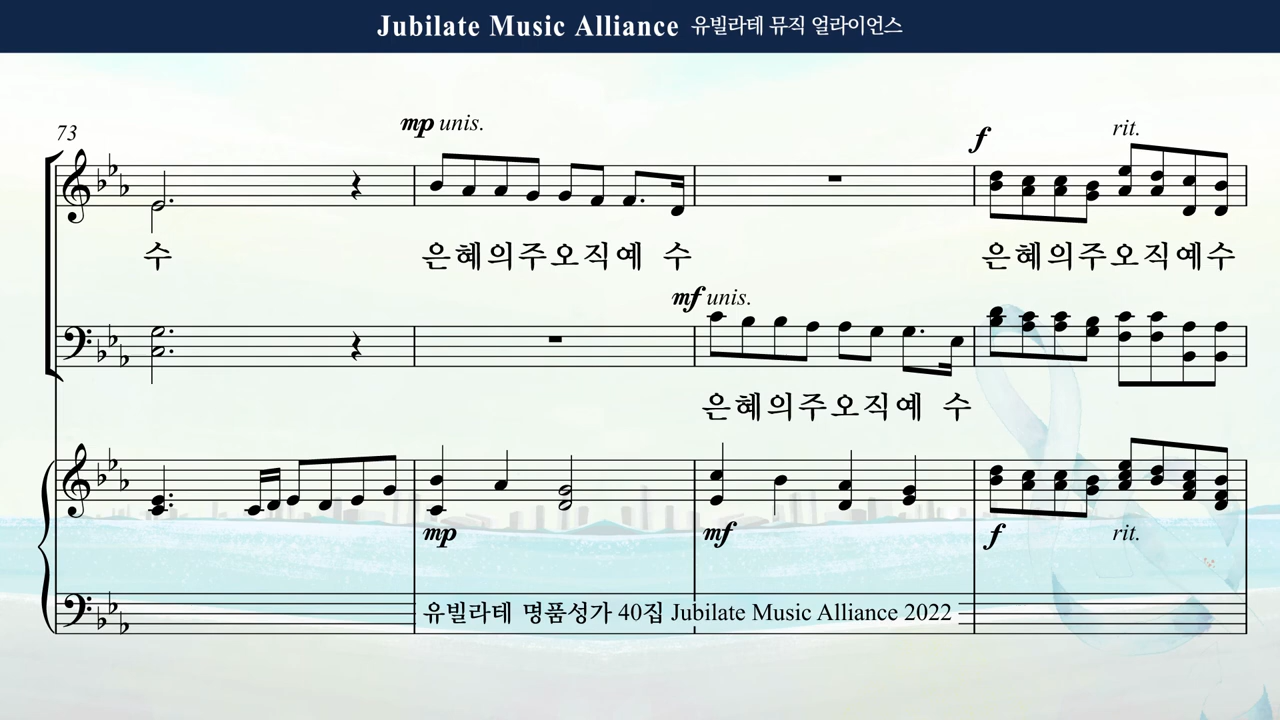 Jubilate Music Alliance 유빌라테 뮤직 얼라이언스
mp unis.
73
f
rit.
수 은혜의주오직예 수 은혜의주오직예수
mf unis.
은혜의주오직예 수
mp mf f rit.
유빌라테 명품성가 40집 Jubilate Music Alliance 2022